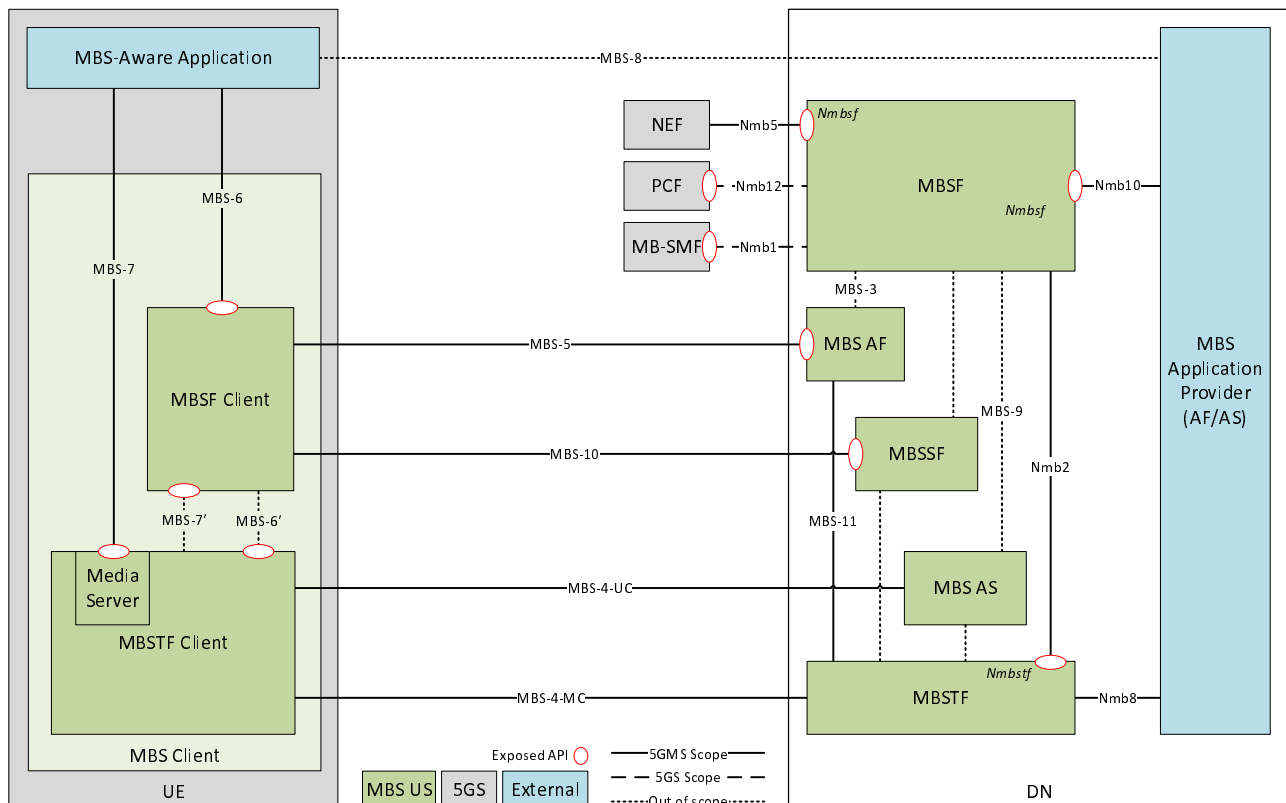 MBS-Aware Application
MBS-8
NEF
Nmb5
Nmbsf
PCF
Nmb12
MBSF
Nmb10
MBS-6
Nmbsf
MB-SMF
Nmb1
MBS-7
MBS-3
MBS-5
MBS AF
MBS
Application
Provider
(AF/AS)
MBSF Client
MBS-9
MBS-10
MBSSF
Nmb2
MBS-7’
MBS-6’
MBS-11
Media
Server
MBS-4-UC
MBS AS
MBSTF Client
Nmbstf
MBS-4-MC
MBSTF
Nmb8
MBS Client
Exposed API
5GMS Scope
5GS Scope
Out of scope
MBS US
5GS
External
UE
DN